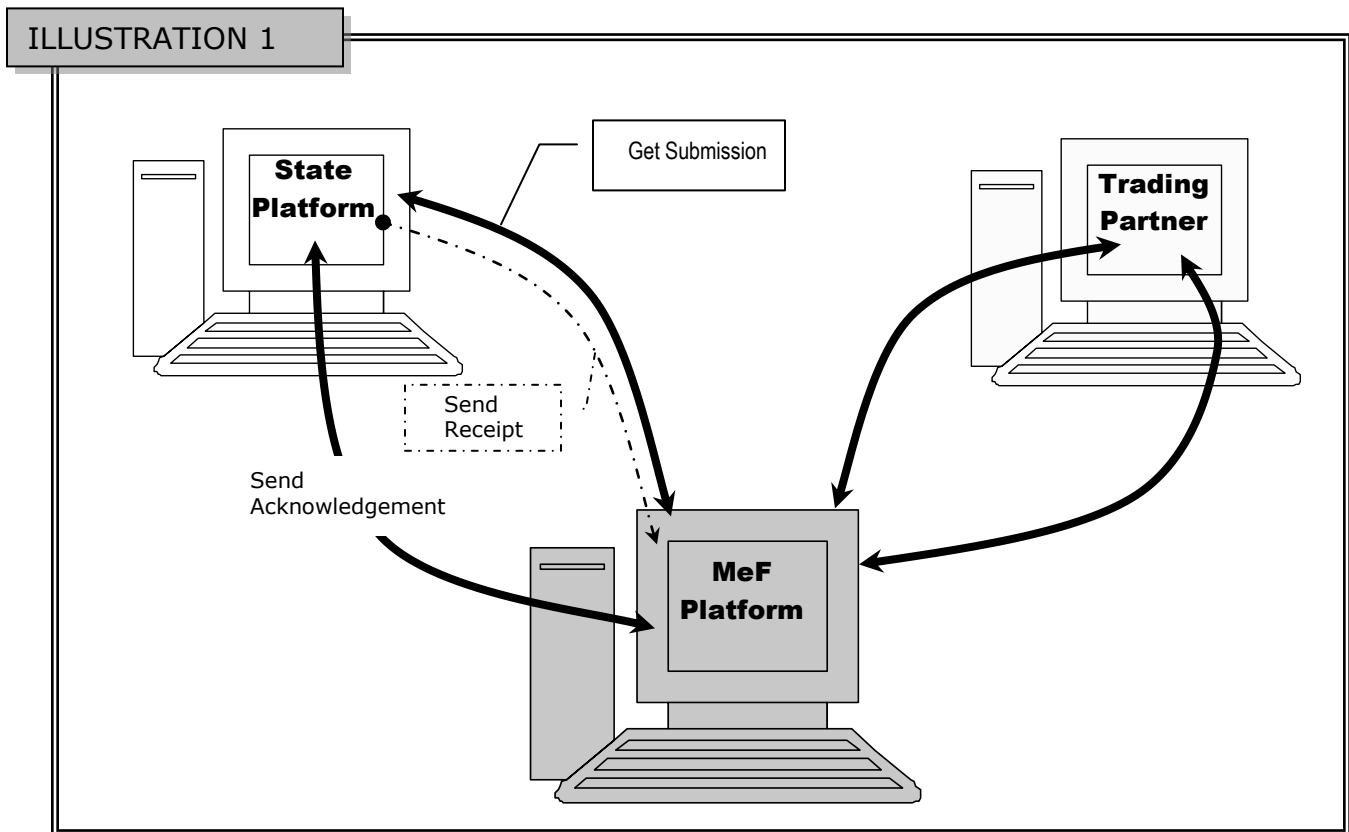 ILLUSTRATION 1
State
Platform
Get Submission
Trading
Partner
Send
Receipt
Send
Acknowledgement
MeF
Platform